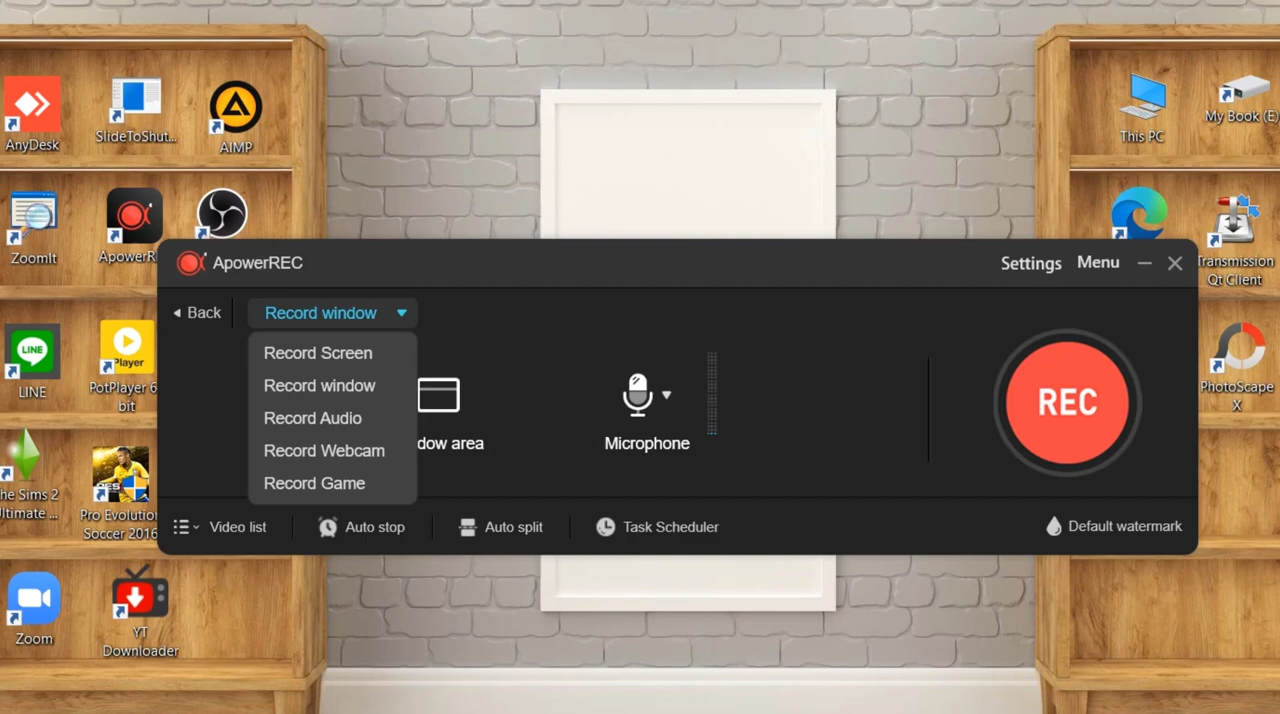 AnyDesk
SlideToShut...
AIMP
This PC
My Book (E)
ZoomIt
Transmission
Qt Client
ApowerREC
Settings
Menu
Back
Record window
Record Screen
Record window
Record Audio
Record Webcam
Record Game
dow area
Microphone
REC
Video list
Auto stop
Auto split
Task Scheduler
Default watermark
LINE
LINE
Player
PotPlayer 6
bit
PhotoScape
X
he Sims 2
Ultimate ...
Pro Evolution
Soccer 2016
Zoom
YT
Downloader